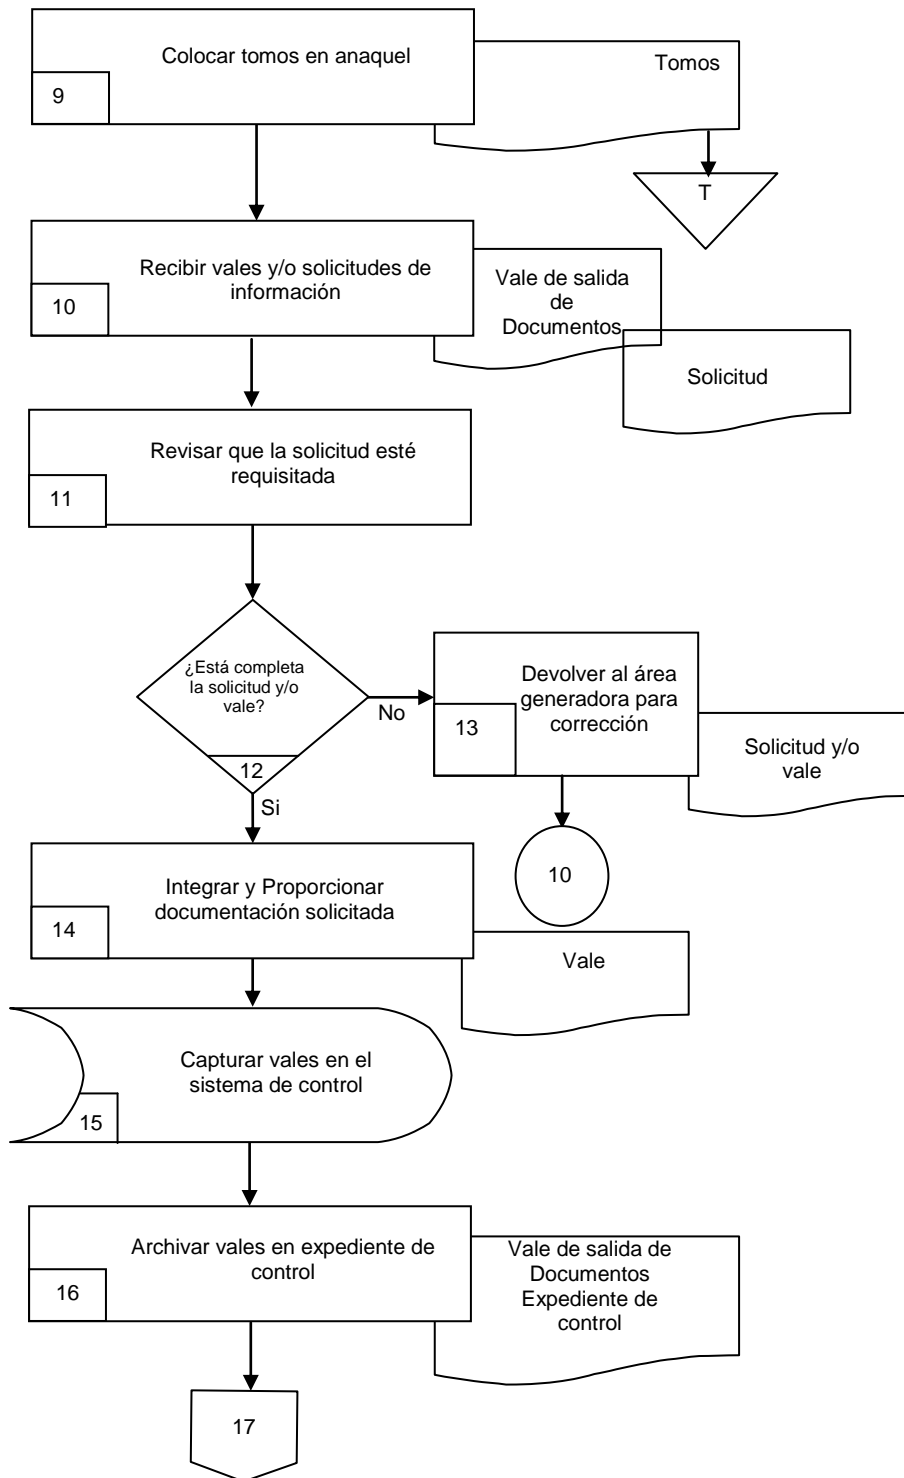 Colocar tomos en anaquel
9
Tomos
T
Recibir vales y/o solicitudes de
información
10
Vale de salida
de
Documentos
Solicitud
Revisar que la solicitud esté
requisitada
11
¿Está completa
la solicitud y/o
vale?
12
No
Si
Devolver al área
generadora para
corrección
13
Solicitud y/o
vale
10
Integrar y Proporcionar
documentación solicitada
14
Vale
Capturar vales en el
sistema de control
15
Archivar vales en expediente de
control
16
Vale de salida de
Documentos
Expediente de
control
17